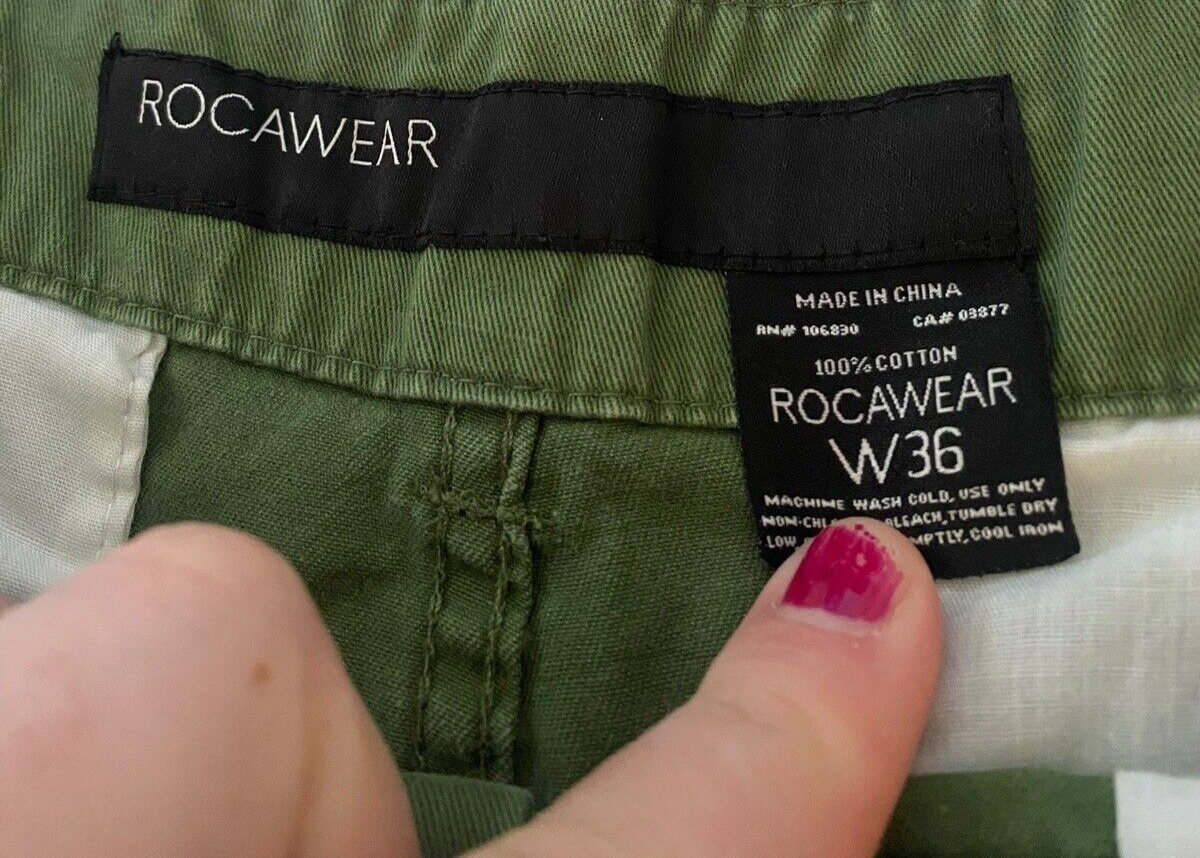 ROCAWEAR
MADE IN CHINA
RN# 106830 CA# 03877
100% COTTON
ROCAWEAR
W36
MACHINE WASH COLD, USE ONLY
BLEACH, TUMBLE DRY
LOW COOL IRON